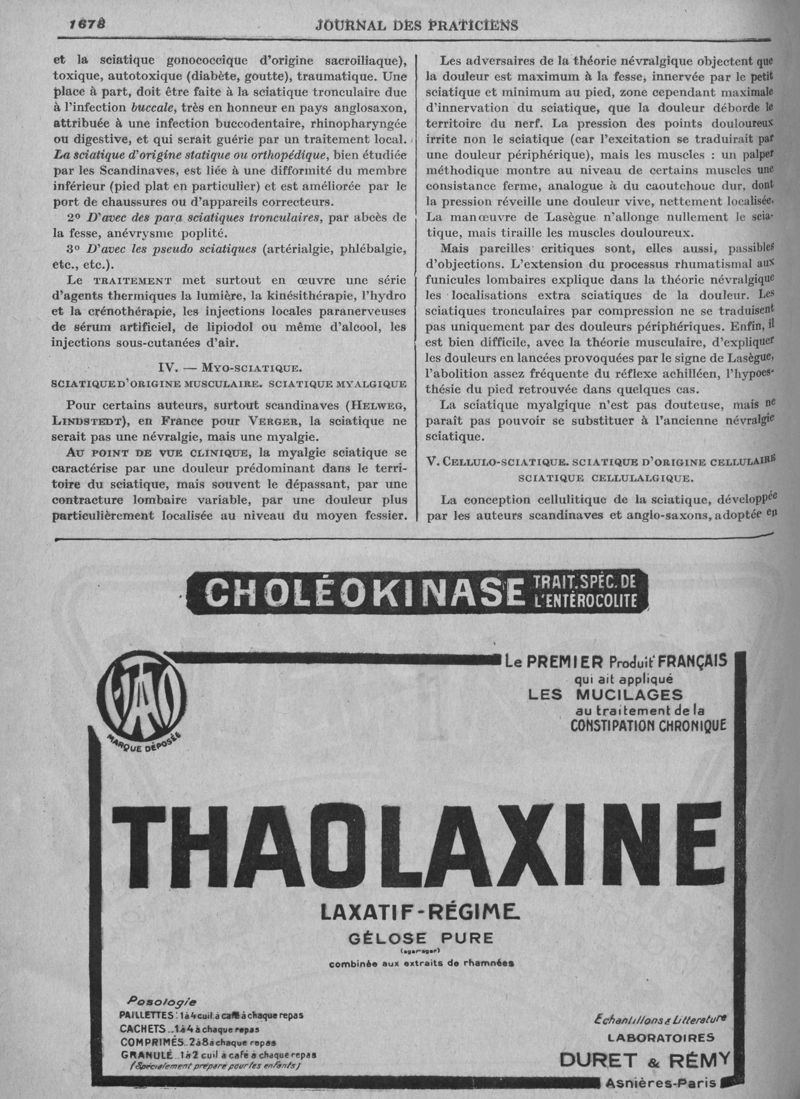 1678
JOURNAL DES PRATICIENS
et la sciatique gonococcique d'origine sacroiliaque),
toxique, autotoxique (diabète, goutte), traumatique. Une
place à part, doit être faite à la sciatique tronculaire due
à l'infection buccale, très en honneur en pays anglosaxon,
attribuée à une infection buccodentaire, rhinopharyngée
ou digestive, et qui serait guérie par un traitement local.
La sciatique d'origine statique ou orthopédique, bien étudiée
par les Scandinaves, est liée à une difformité du membre
inférieur (pied plat en particulier) et est améliorée par le
port de chaussures ou d'appareils correcteurs.
2° D'avec des para sciatiques tronculaires, par abcès de
la fesse, anévrysme poplité.
3° D'avec les pseudo sciatiques (artérialgie, phlébalgie,
etc., etc.).
Le TRAITEMENT met surtout en œuvre une série
d'agents thermiques la lumière, la kinésithérapie, l'hydro
et la crénothérapie, les injections locales paranerveuses
de sérum artificiel, de lipiodol ou même d'alcool, les
injections sous-cutanées d'air.
IV. — MYO-SCIATIQUE.
SCIATIQUE D'ORIGINE MUSCULAIRE. SCIATIQUE MYALGIQUE
Pour certains auteurs, surtout scandinaves (HELWEG,
LINDSTEDT), en France pour VERGER, la sciatique ne
serait pas une névralgie, mais une myalgie.
AU POINT DE VUE CLINIQUE, la myalgie sciatique se
caractérise par une douleur prédominant dans le terri-
toire du sciatique, mais souvent le dépassant, par une
contracture lombaire variable, par une douleur plus
particulièrement localisée au niveau du moyen fessier.
Les adversaires de la théorie névralgique objectent que
la douleur est maximum à la fesse, innervée par le petit
sciatique et minimum au pied, zone cependant maximale
d'innervation du sciatique, que la douleur déborde le
territoire du nerf. La pression des points douloureux
irrite non le sciatique (car l'excitation se traduirait par
une douleur périphérique), mais les muscles : un palper
méthodique montre au niveau de certains muscles une
consistance ferme, analogue à du caoutchouc dur, dont
la pression réveille une douleur vive, nettement localisée.
La manœuvre de Lasègue n'allonge nullement le scia-
tique, mais tiraille les muscles douloureux.
Mais pareilles critiques sont, elles aussi, passibles
d'objections. L'extension du processus rhumatismal aux
funicules lombaires explique dans la théorie névralgique
les localisations extra sciatiques de la douleur. Les
sciatiques tronculaires par compression ne se traduisent
pas uniquement par des douleurs périphériques. Enfin, il
est bien difficile, avec la théorie musculaire, d'expliquer
les douleurs en lancées provoquées par le signe de Lasègue,
l'abolition assez fréquente du réflexe achilléen, l'hypoes-
thésie du pied retrouvée dans quelques cas.
La sciatique myalgique n'est pas douteuse, mais ne
paraît pas pouvoir se substituer à l'ancienne névralgie
sciatique.
V. CELLULO-SCIATIQUE. SCIATIQUE D'ORIGINE CELLULAIRE
SCIATIQUE CELLULALGIQUE.
La conception cellulitique de la sciatique, développée
par les auteurs scandinaves et anglo-saxons, adoptée en
CHOLÉOKINASE
TRAIT. SPÉC. DE
L'ENTÉROCOLITE
MARQUE DÉPOSÉE
Le PREMIER Produit FRANÇAIS
qui ait appliqué
LES MUCILAGES
au traitement de la
CONSTIPATION CHRONIQUE
THAOLAXINE
LAXATIF-RÉGIME
GÉLOSE PURE
(agar-agar)
combinée aux extraits de rhamnées
Posologie
PAILLETTES : 1 à 4 cuil. à café à chaque repas
CACHETS .. 1 à 4 à chaque repas
COMPRIMÉS . 2 à 8 à chaque repas
GRANULÉ .. 1 à 2 cuil à café à chaque repas
(Spécialement préparé pour les enfants)
Echantillons & Litterature
LABORATOIRES
DURET & RÉMY
Asnières-Paris